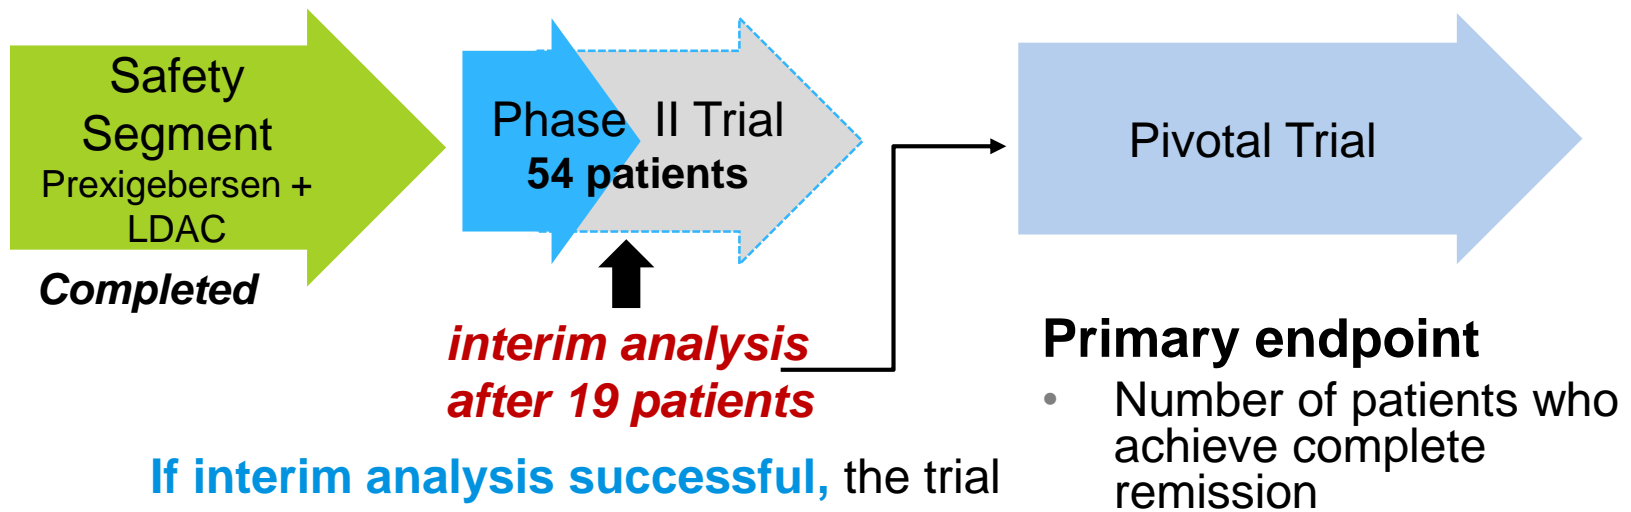 Safety
Segment
Prexigebersen +
LDAC
Completed
Phase II Trial
54 patients
interim analysis
after 19 patients
If interim analysis successful, the trial
Pivotal Trial
Primary endpoint
• Number of patients who
achieve complete
remission